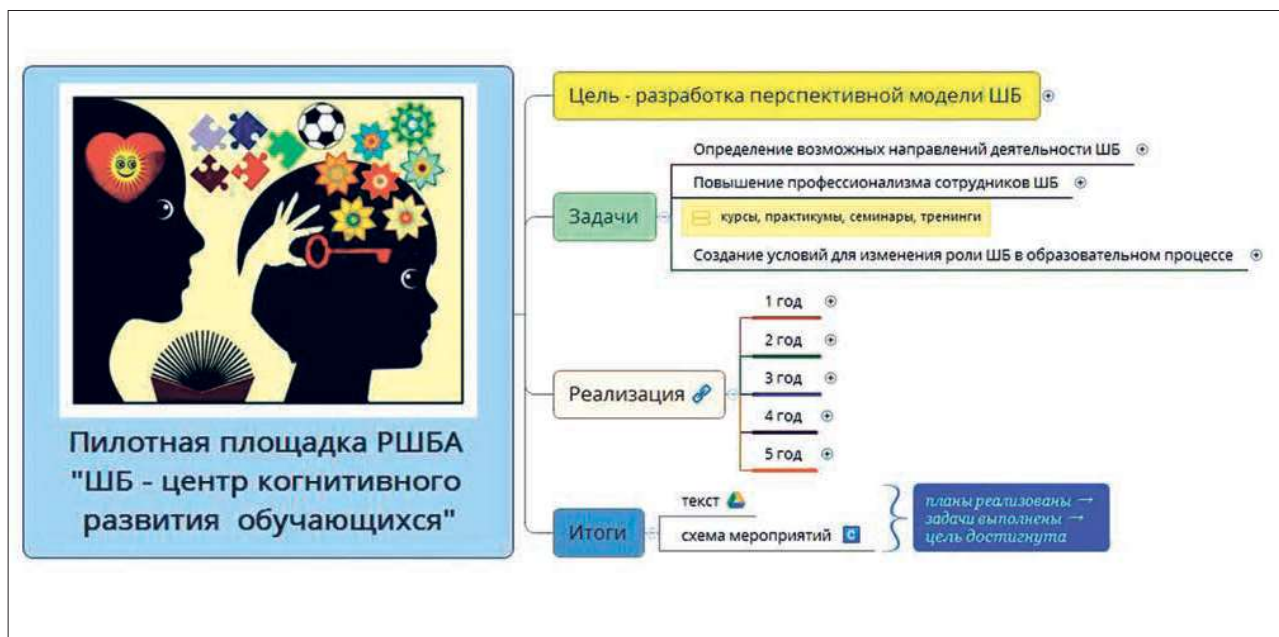 Пилотная площадка РШБА
"ШБ - центр когнитивного
развития обучающихся"
Цель - разработка перспективной модели ШБ
Задачи
Определение возможных направлений деятельности ШБ
Повышение профессионализма сотрудников ШБ
курсы, практикумы, семинары, тренинги
Создание условий для изменения роли ШБ в образовательном процессе
Реализация
1 год
2 год
3 год
4 год
5 год
Итоги
текст
схема мероприятий C
планы реализованы →
задачи выполнены →
цель достигнута